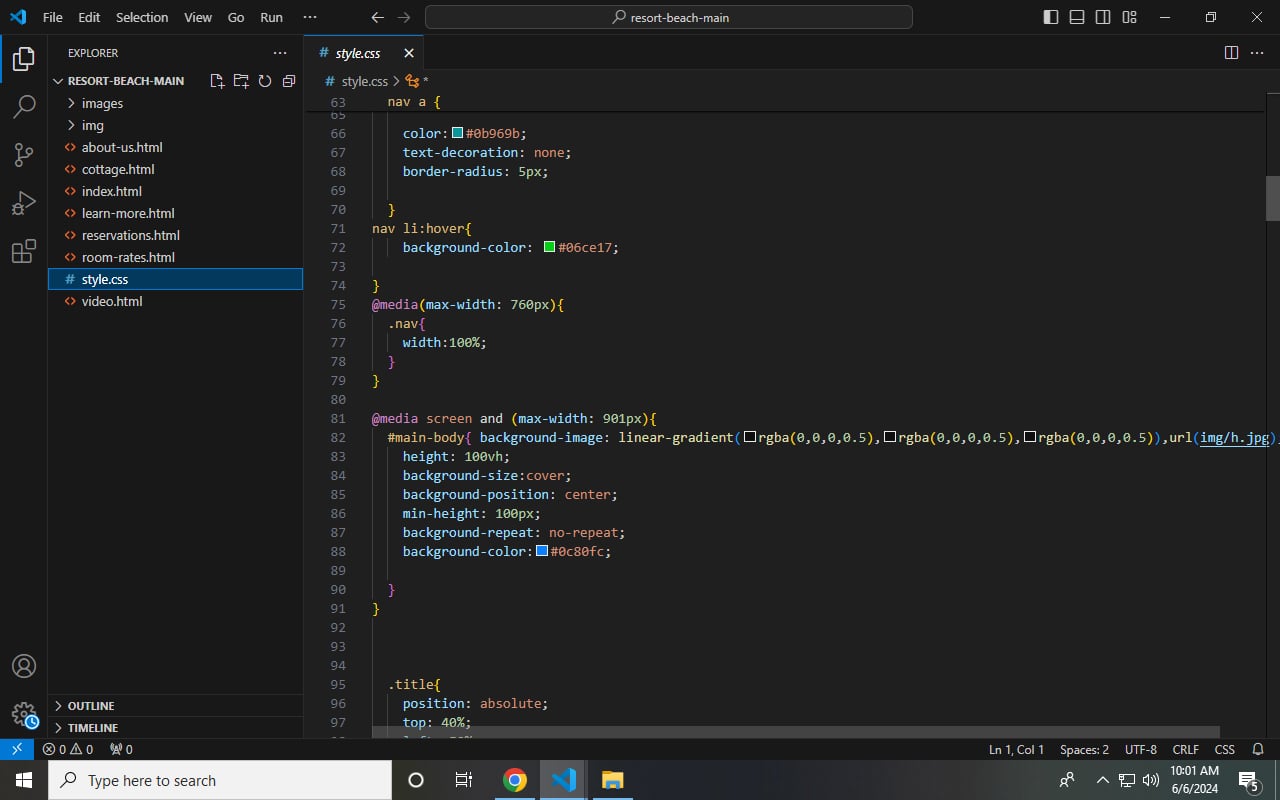 File Edit Selection View Go Run ··· resort-beach-main
EXPLORER ···
RESORT-BEACH-MAIN
images
img
about-us.html
cottage.html
index.html
learn-more.html
reservations.html
room-rates.html
# style.css
video.html
OUTLINE
TIMELINE
# style.css
# style.css > *
63 nav a {
65
66 color: #0b969b;
67 text-decoration: none;
68 border-radius: 5px;
69
70 }
71 nav li:hover{
72 background-color: #06ce17;
73
74 }
75 @media(max-width: 760px){
76 .nav{
77 width:100%;
78 }
79 }
80
81 @media screen and (max-width: 901px){
82 #main-body{ background-image: linear-gradient(rgba(0,0,0,0.5),rgba(0,0,0,0.5),rgba(0,0,0,0.5)),url(img/h.jpg)
83 height: 100vh;
84 background-size:cover;
85 background-position: center;
86 min-height: 100px;
87 background-repeat: no-repeat;
88 background-color: #0c80fc;
89
90 }
91 }
92
93
94
95 .title{
96 position: absolute;
97 top: 40%;
0 0 0 Ln 1, Col 1 Spaces: 2 UTF-8 CRLF CSS
Type here to search
10:01 AM
6/6/2024
5